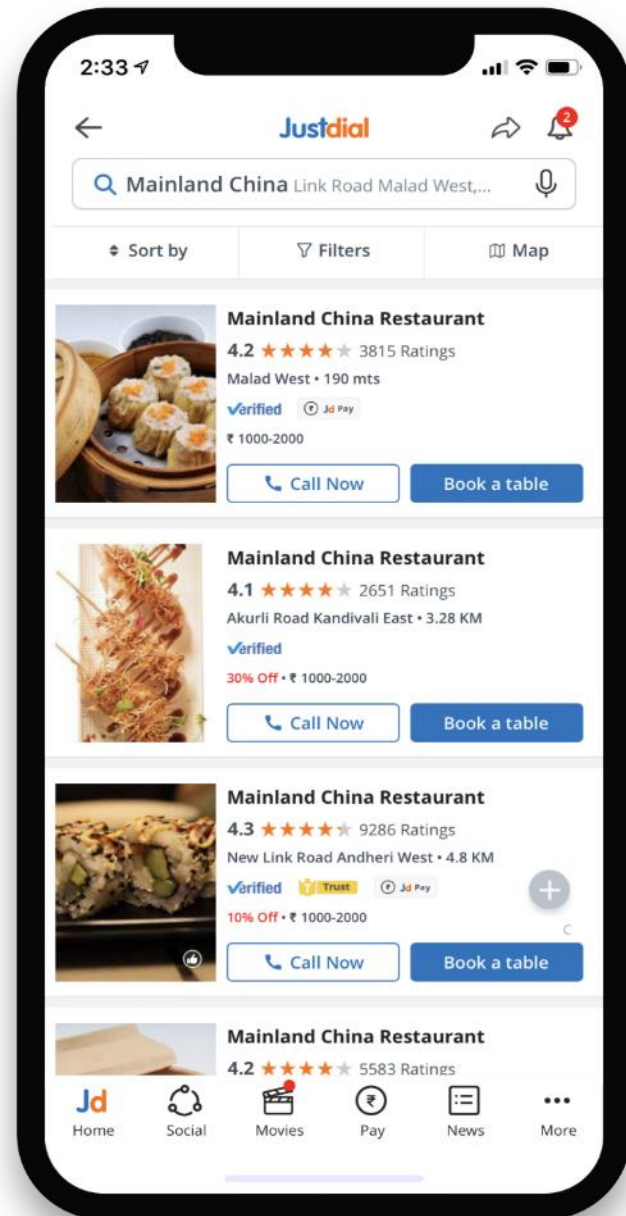 2:33
Justdial
2
Mainland China Link Road Malad West,...
Sort by
Filters
Map
Mainland China Restaurant
4.2 ★★★★★ 3815 Ratings
Malad West • 190 mts
Verified Jd Pay
₹ 1000-2000
Call Now
Book a table
Mainland China Restaurant
4.1 ★★★★★ 2651 Ratings
Akurli Road Kandivali East • 3.28 KM
Verified
30% Off • ₹ 1000-2000
Call Now
Book a table
Mainland China Restaurant
4.3 ★★★★★ 9286 Ratings
New Link Road Andheri West • 4.8 KM
Verified Trust Jd Pay
10% Off • ₹ 1000-2000
C
Call Now
Book a table
Mainland China Restaurant
4.2 ★★★★★ 5583 Ratings
Jd
Home
Social
Movies
Pay
News
More